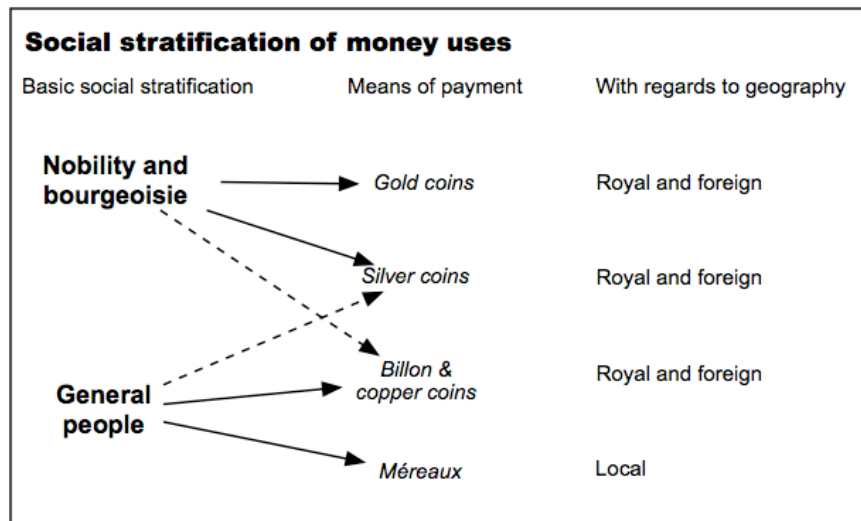 Social stratification of money uses
Basic social stratification Means of payment With regards to geography
Nobility and
bourgeoisie
Gold coins Royal and foreign
Silver coins Royal and foreign
General
people
Billon &
copper coins
Royal and foreign
Méreaux Local